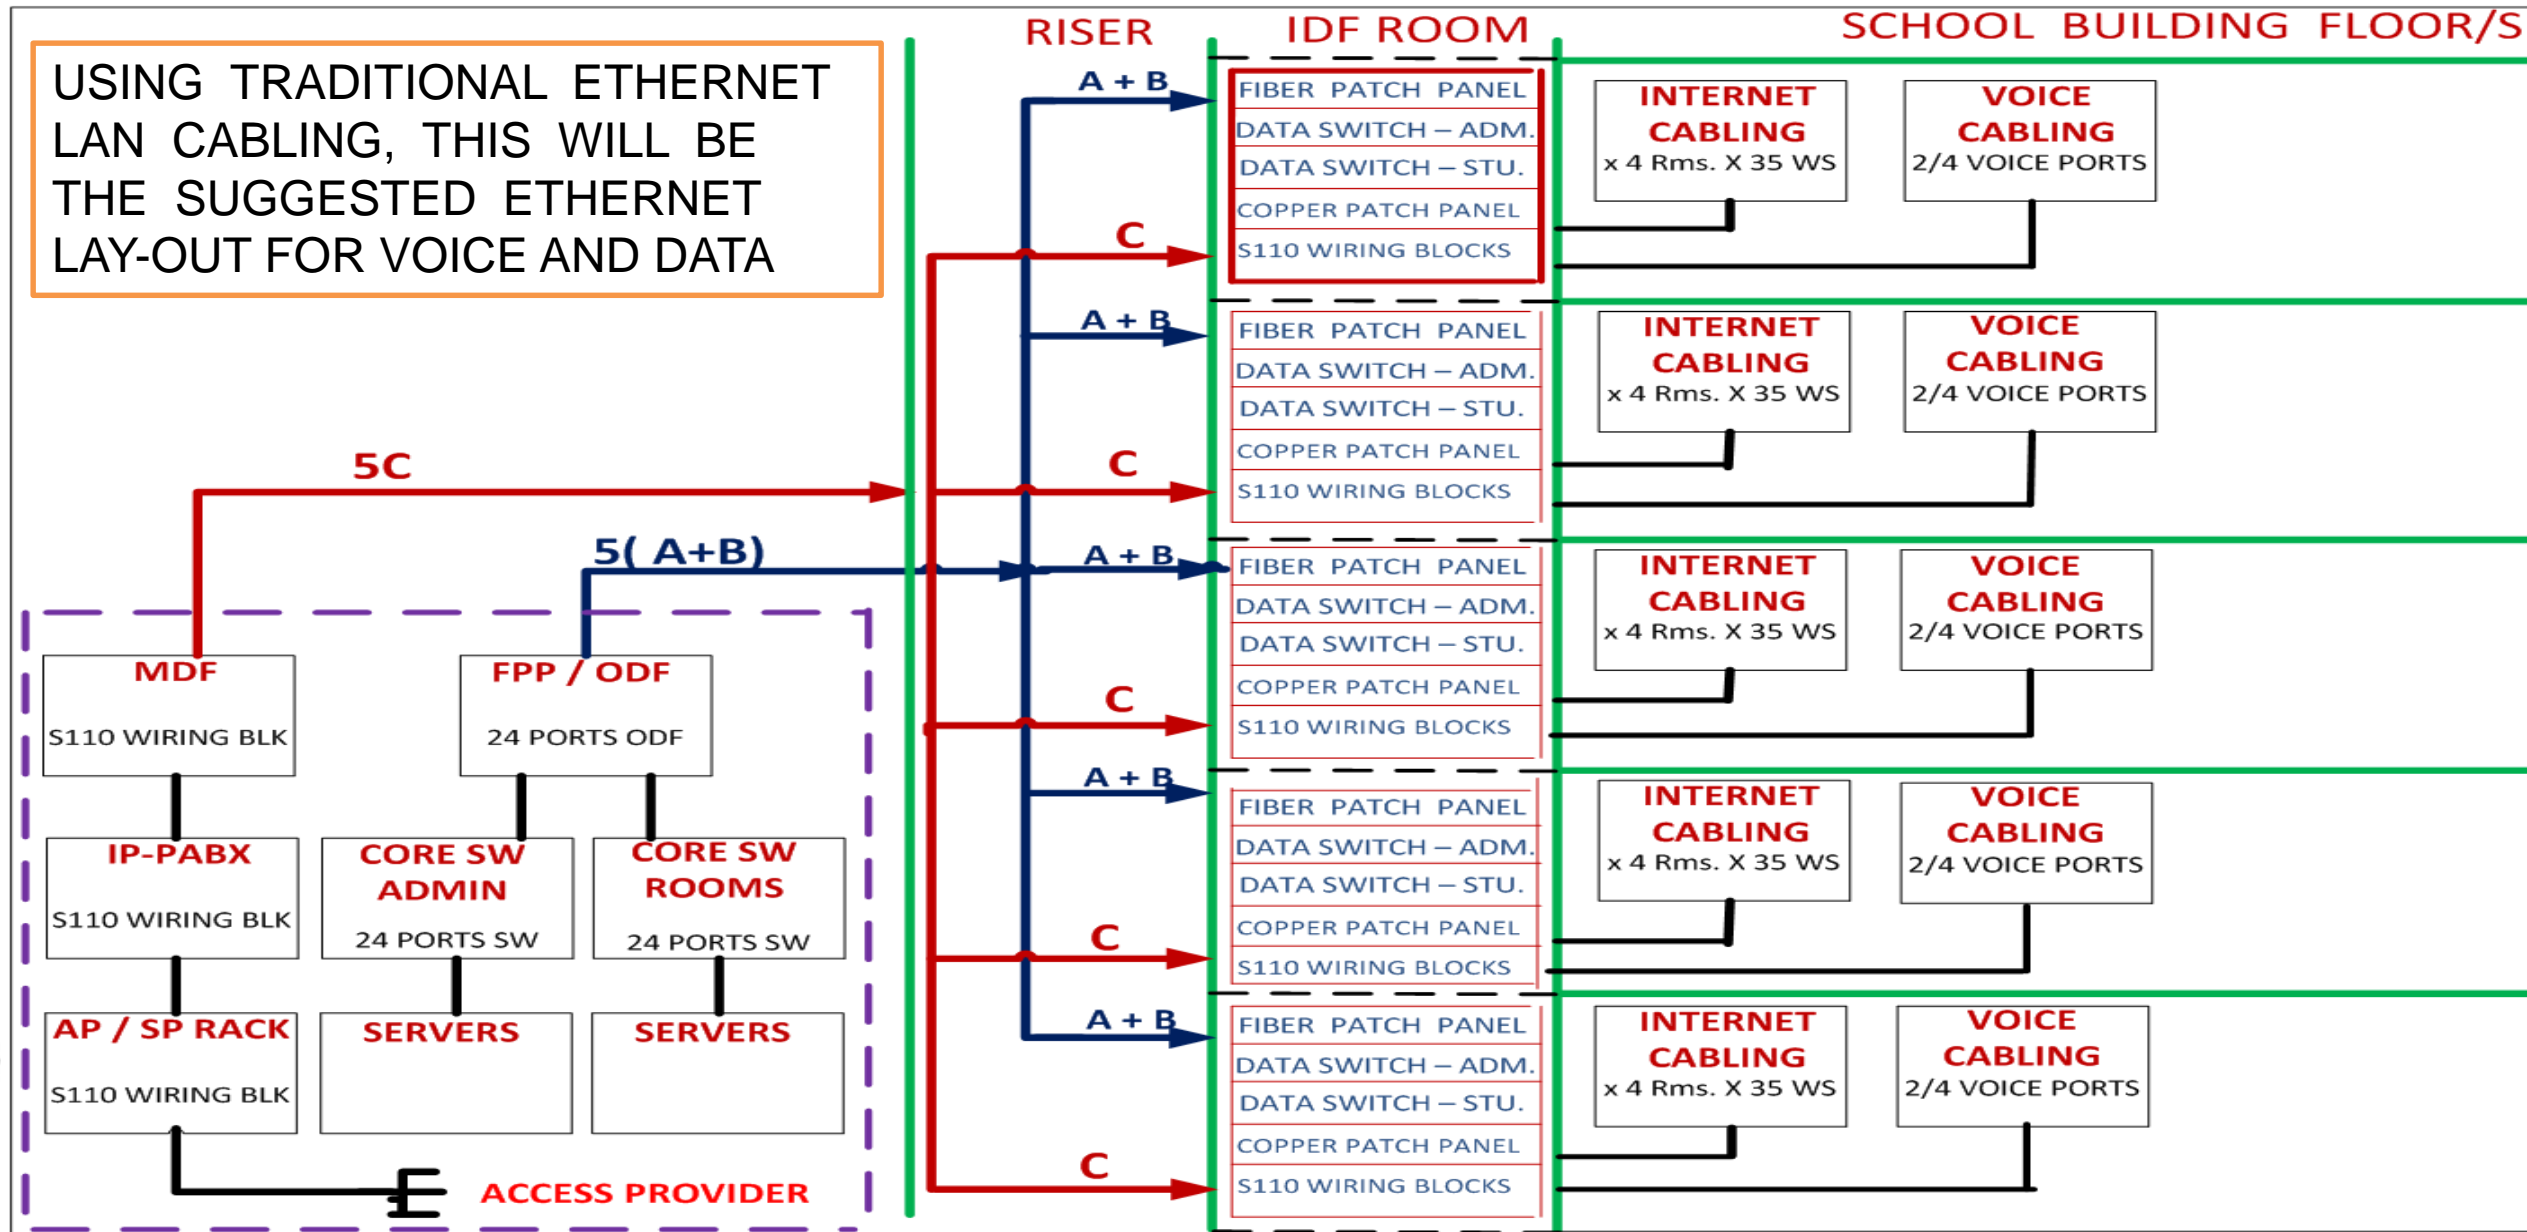 RISER
IDF ROOM
SCHOOL BUILDING FLOOR/S
USING TRADITIONAL ETHERNET
LAN CABLING, THIS WILL BE
THE SUGGESTED ETHERNET
LAY-OUT FOR VOICE AND DATA
A + B
C
FIBER PATCH PANEL
DATA SWITCH – ADM.
DATA SWITCH – STU.
COPPER PATCH PANEL
S110 WIRING BLOCKS
INTERNET
CABLING
x 4 Rms. X 35 WS
VOICE
CABLING
2/4 VOICE PORTS
A + B
C
FIBER PATCH PANEL
DATA SWITCH – ADM.
DATA SWITCH – STU.
COPPER PATCH PANEL
S110 WIRING BLOCKS
INTERNET
CABLING
x 4 Rms. X 35 WS
VOICE
CABLING
2/4 VOICE PORTS
5C
5( A+B)
A + B
C
FIBER PATCH PANEL
DATA SWITCH – ADM.
DATA SWITCH – STU.
COPPER PATCH PANEL
S110 WIRING BLOCKS
INTERNET
CABLING
x 4 Rms. X 35 WS
VOICE
CABLING
2/4 VOICE PORTS
MDF
S110 WIRING BLK
FPP / ODF
24 PORTS ODF
A + B
C
FIBER PATCH PANEL
DATA SWITCH – ADM.
DATA SWITCH – STU.
COPPER PATCH PANEL
S110 WIRING BLOCKS
INTERNET
CABLING
x 4 Rms. X 35 WS
VOICE
CABLING
2/4 VOICE PORTS
IP-PABX
S110 WIRING BLK
CORE SW
ADMIN
24 PORTS SW
CORE SW
ROOMS
24 PORTS SW
AP / SP RACK
S110 WIRING BLK
SERVERS
SERVERS
ACCESS PROVIDER
A + B
C
FIBER PATCH PANEL
DATA SWITCH – ADM.
DATA SWITCH – STU.
COPPER PATCH PANEL
S110 WIRING BLOCKS
INTERNET
CABLING
x 4 Rms. X 35 WS
VOICE
CABLING
2/4 VOICE PORTS